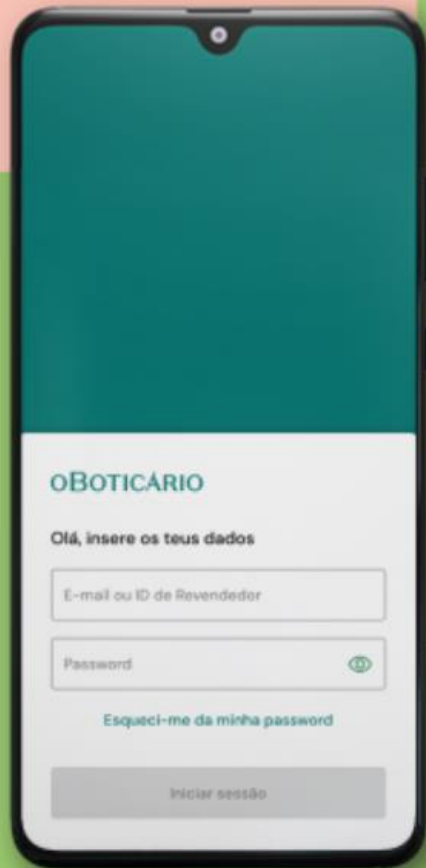 oBOTICÁRIO
Olá, insere os teus dados
E-mail ou ID de Revendedor
Password
Esqueci-me da minha password
Iniciar sessão